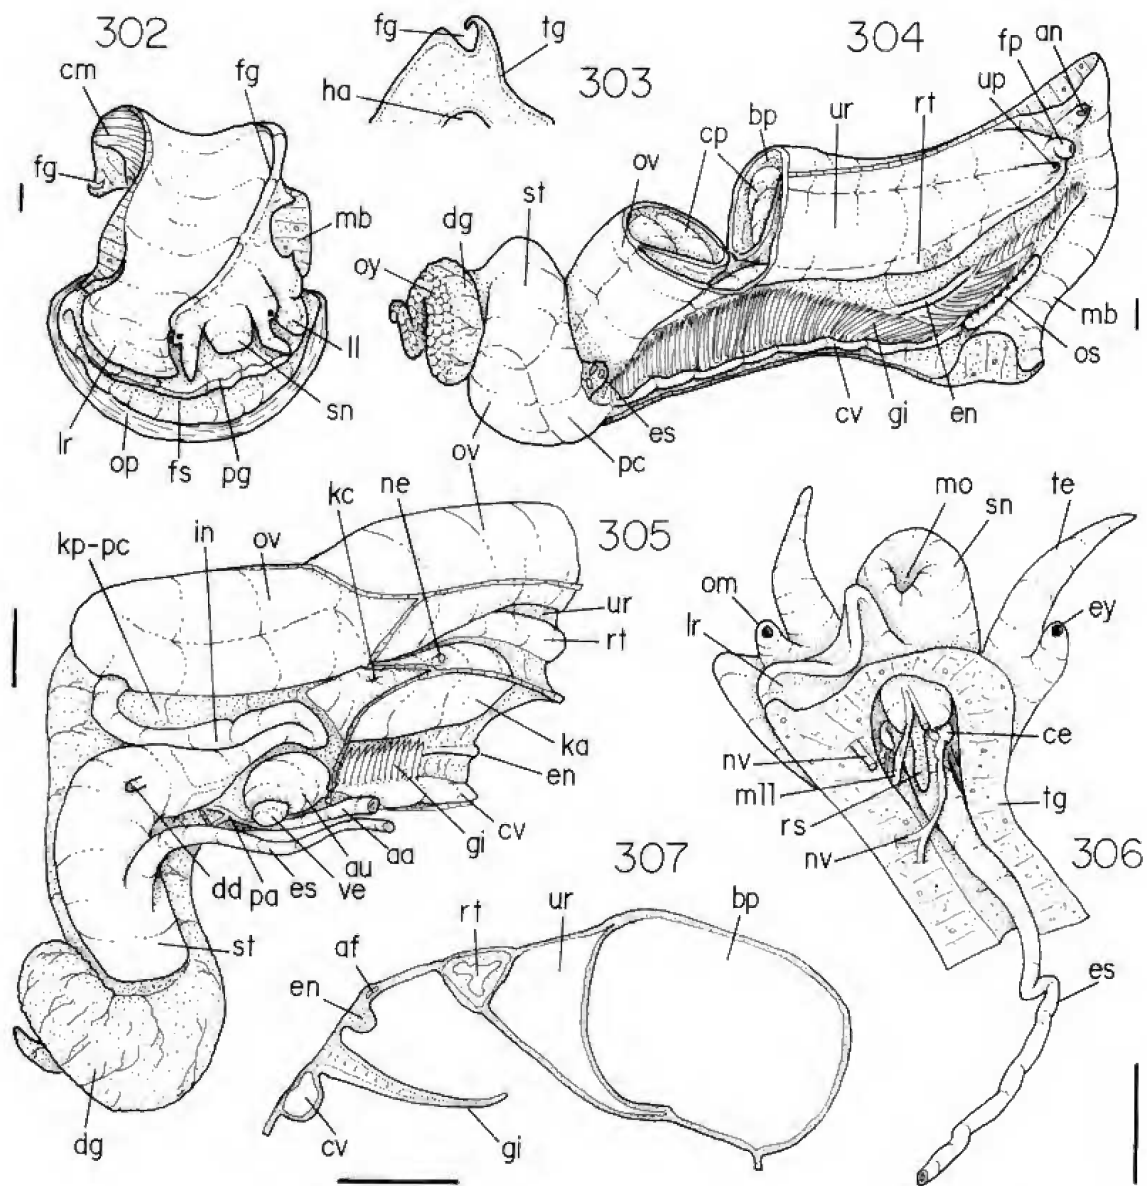 302
cm
fg
fg
mb
ll
sn
lr
op
fs
pg
303
fg
tg
ha
304
an
fp
up
rt
ur
bp
cp
ov
st
dg
oy
mb
os
en
gi
cv
es
pc
ov
305
ne
kc
ov
in
kp-pc
ur
rt
ka
en
cv
gi
aa
au
ve
es
pa
dd
st
dg
306
mo
sn
te
om
lr
ey
ce
nv
mll
rs
nv
tg
es
307
bp
ur
rt
af
en
cv
gi